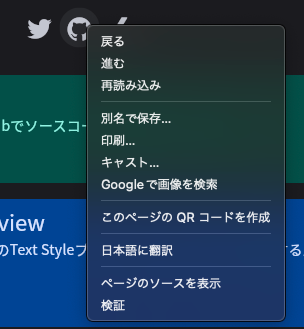 戻る
進む
再読み込み
別名で保存...
印刷...
キャスト...
Google で画像を検索
このページの QR コードを作成
日本語に翻訳
ページのソースを表示
検証
bでソースコー
view
のText Styleプ
する